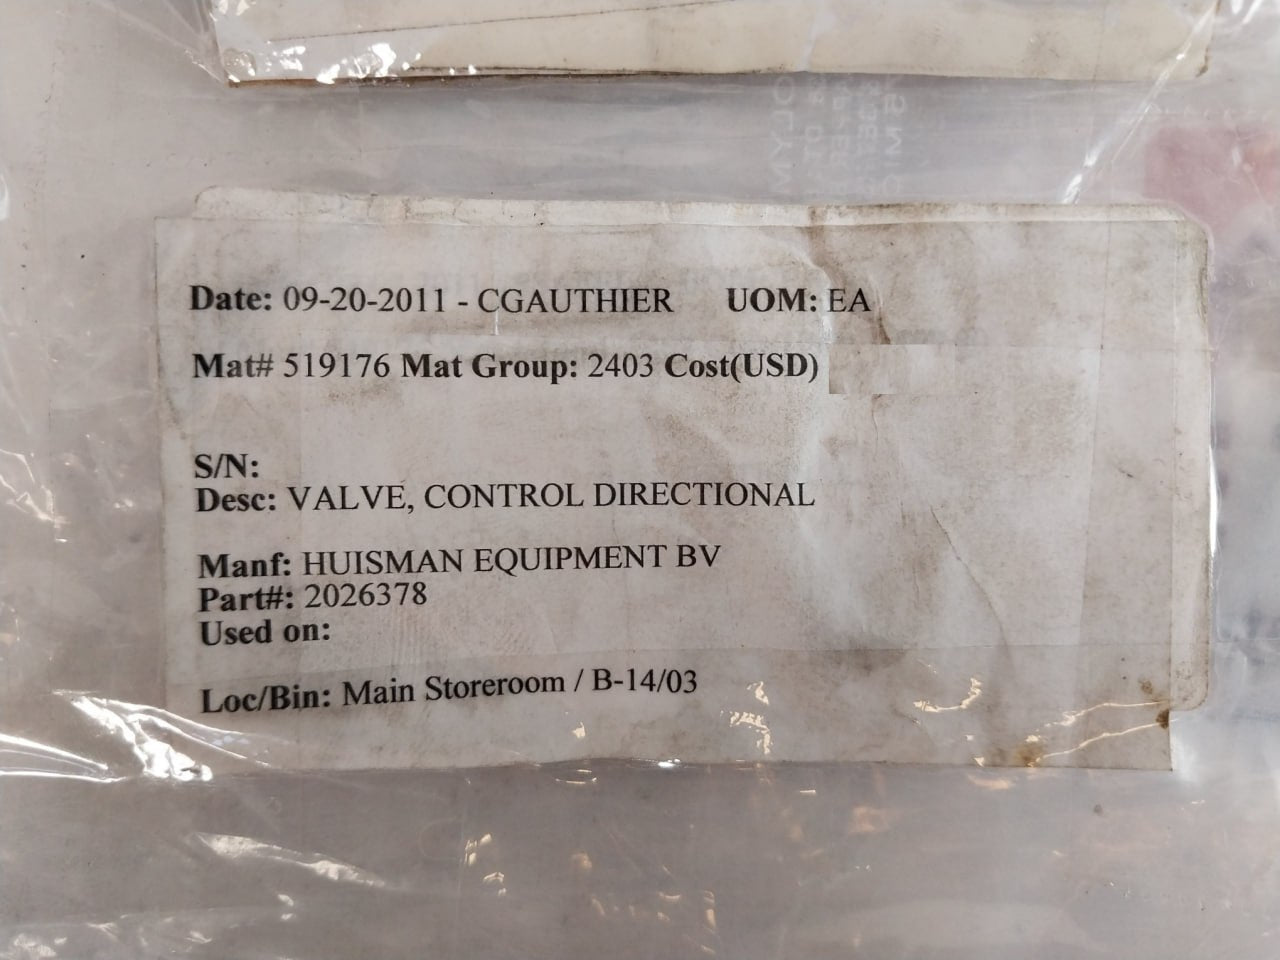 Date: 09-20-2011 - CGAUTHIER UOM: EA
Mat# 519176 Mat Group: 2403 Cost(USD)
S/N:
Desc: VALVE, CONTROL DIRECTIONAL
Manf: HUISMAN EQUIPMENT BV
Part#: 2026378
Used on:
Loc/Bin: Main Storeroom / B-14/03